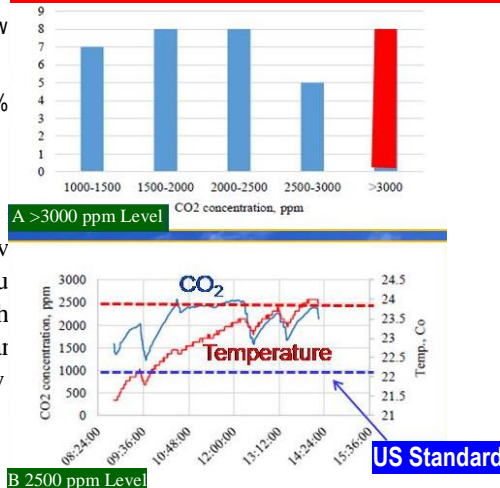 9
8
7
6
5
4
3
2
1
0
1000-1500 1500-2000 2000-2500 2500-3000 >3000
CO2 concentration, ppm
A >3000 ppm Level
CO2 concentration, ppm
3000
2500
2000
1500
1000
500
0
CO₂
Temperature
24.5
24
23.5
23
22.5
22
21.5
21
Temp., Co
08:24:00 09:36:00 10:48:00 12:00:00 13:12:00 14:24:00 15:36:00
US Standard
B 2500 ppm Level